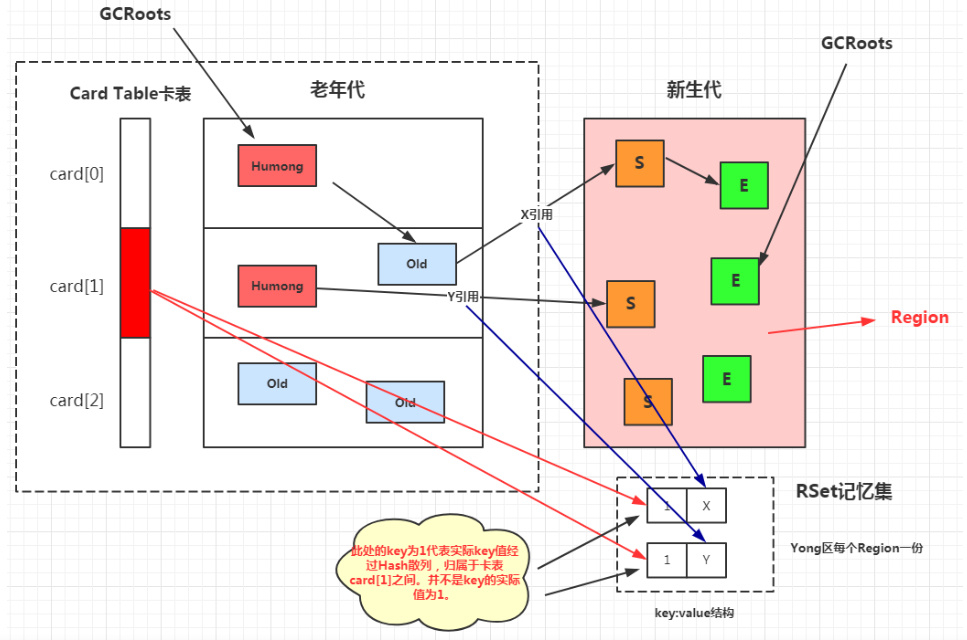 GCRoots
GCRoots
Card Table卡表
老年代
新生代
card[0]
Humong
S
E
X引用
card[1]
Old
Humong
Y引用
S
E
Region
card[2]
Old
Old
S
E
RSet记忆集
1
X
1
Y
Yong区每个Region一份
key:value结构
此处的key为1代表实际key值经
过Hash散列，归属于卡表
card[1]之间。并不是key的实际
值为1。